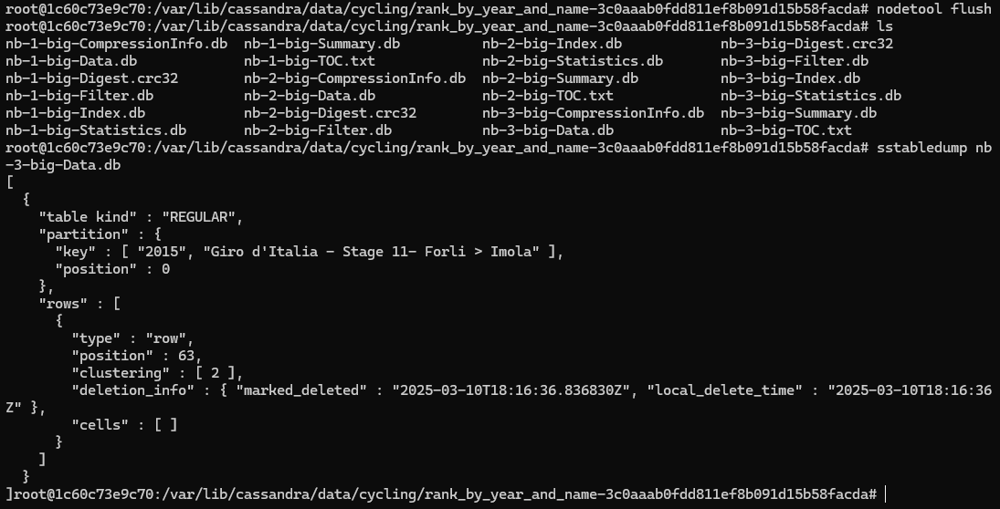 root@1c60c73e9c70:/var/lib/cassandra/data/cycling/rank_by_year_and_name-3c0aaab0fdd811ef8b091d15b58facda# nodetool flush
root@1c60c73e9c70:/var/lib/cassandra/data/cycling/rank_by_year_and_name-3c0aaab0fdd811ef8b091d15b58facda# ls
nb-1-big-CompressionInfo.db  nb-1-big-Summary.db          nb-2-big-Index.db            nb-3-big-Digest.crc32
nb-1-big-Data.db             nb-1-big-TOC.txt             nb-2-big-Statistics.db       nb-3-big-Filter.db
nb-1-big-Digest.crc32        nb-2-big-CompressionInfo.db  nb-2-big-Summary.db          nb-3-big-Index.db
nb-1-big-Filter.db           nb-2-big-Data.db             nb-2-big-TOC.txt             nb-3-big-Statistics.db
nb-1-big-Index.db            nb-2-big-Digest.crc32        nb-3-big-CompressionInfo.db  nb-3-big-Summary.db
nb-1-big-Statistics.db       nb-2-big-Filter.db           nb-3-big-Data.db             nb-3-big-TOC.txt
root@1c60c73e9c70:/var/lib/cassandra/data/cycling/rank_by_year_and_name-3c0aaab0fdd811ef8b091d15b58facda# sstabledump nb
-3-big-Data.db
[
  {
    "table kind" : "REGULAR",
    "partition" : {
      "key" : [ "2015", "Giro d'Italia - Stage 11- Forli > Imola" ],
      "position" : 0
    },
    "rows" : [
      {
        "type" : "row",
        "position" : 63,
        "clustering" : [ 2 ],
        "deletion_info" : { "marked_deleted" : "2025-03-10T18:16:36.836830Z", "local_delete_time" : "2025-03-10T18:16:36
Z" },
        "cells" : [ ]
      }
    ]
  }
]root@1c60c73e9c70:/var/lib/cassandra/data/cycling/rank_by_year_and_name-3c0aaab0fdd811ef8b091d15b58facda#